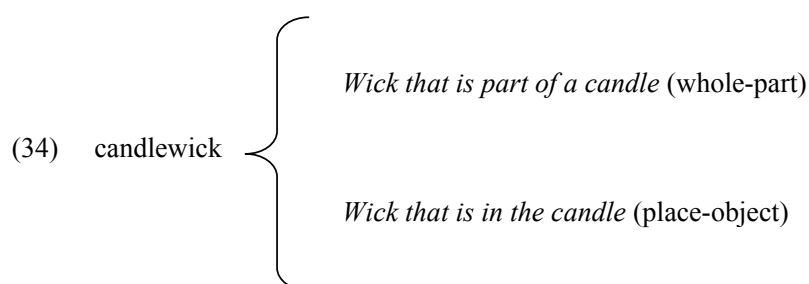 Wick that is part of a candle (whole-part)
(34) candlewick
Wick that is in the candle (place-object)